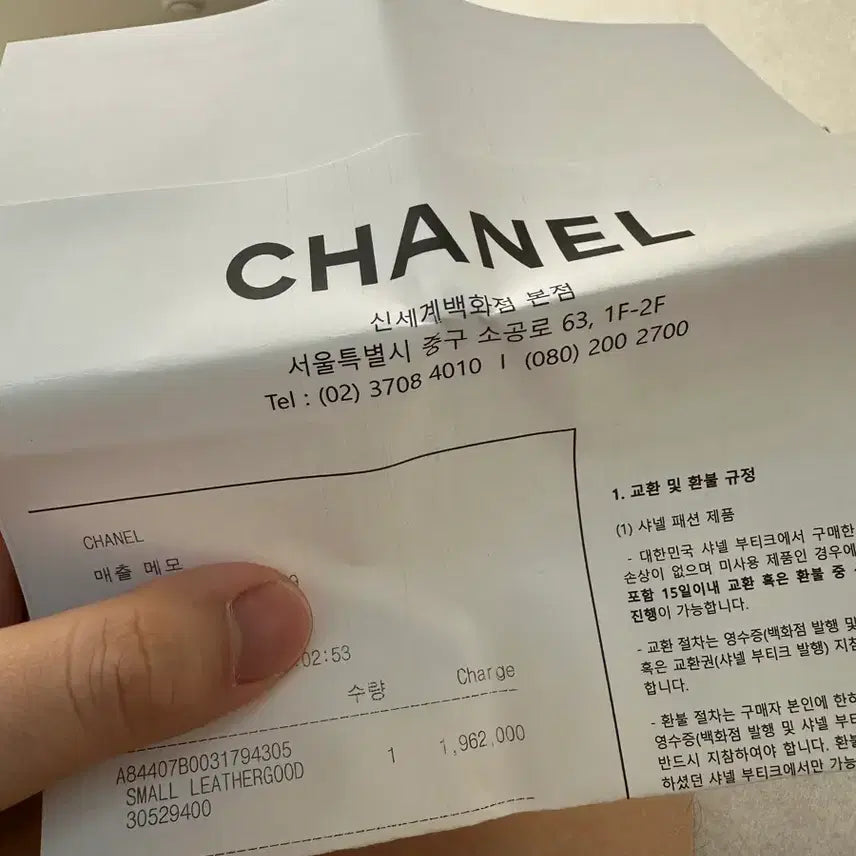 CHANEL
신세계백화점 본점
서울특별시 중구 소공로 63, 1F-2F
Tel : (02) 3708 4010 I (080) 200 2700
CHANEL
매출 메모
02:53
수량 Charge
A84407B0031794305 1 1,962,000
SMALL LEATHERGOOD
30529400
1. 교환 및 환불 규정
(1) 샤넬 패션 제품
- 대한민국 샤넬 부티크에서 구매한
손상이 없으며 미사용 제품인 경우에
포함 15일이내 교환 혹은 환불 중
진행이 가능합니다.
- 교환 절차는 영수증(백화점 발행 및
혹은 교환권(샤넬 부티크 발행) 지참
합니다.
- 환불 절차는 구매자 본인에 한하
영수증(백화점 발행 및 샤넬 부티
반드시 지참하여야 합니다. 환불
하셨던 샤넬 부티크에서만 가능